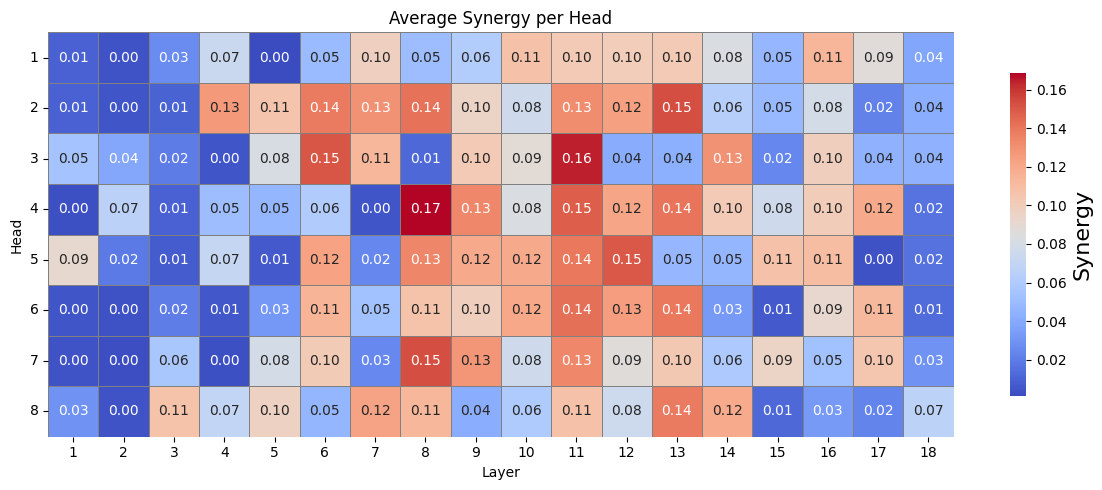 Average Synergy per Head
1 0.01 0.00 0.03 0.07 0.00 0.05 0.10 0.05 0.06 0.11 0.10 0.10 0.10 0.08 0.05 0.11 0.09 0.04
2 0.01 0.00 0.01 0.13 0.11 0.14 0.13 0.14 0.10 0.08 0.13 0.12 0.15 0.06 0.05 0.08 0.02 0.04
3 0.05 0.04 0.02 0.00 0.08 0.15 0.11 0.01 0.10 0.09 0.16 0.04 0.04 0.13 0.02 0.10 0.04 0.04
4 0.00 0.07 0.01 0.05 0.05 0.06 0.00 0.17 0.13 0.08 0.15 0.12 0.14 0.10 0.08 0.10 0.12 0.02
5 0.09 0.02 0.01 0.07 0.01 0.12 0.02 0.13 0.12 0.12 0.14 0.15 0.05 0.05 0.11 0.11 0.00 0.02
6 0.00 0.00 0.02 0.01 0.03 0.11 0.05 0.11 0.10 0.12 0.14 0.13 0.14 0.03 0.01 0.09 0.11 0.01
7 0.00 0.00 0.06 0.00 0.08 0.10 0.03 0.15 0.13 0.08 0.13 0.09 0.10 0.06 0.09 0.05 0.10 0.03
8 0.03 0.00 0.11 0.07 0.10 0.05 0.12 0.11 0.04 0.06 0.11 0.08 0.14 0.12 0.01 0.03 0.02 0.07
1 2 3 4 5 6 7 8 9 10 11 12 13 14 15 16 17 18
Layer
Head
0.16
0.14
0.12
0.10
0.08
0.06
0.04
0.02
Synergy